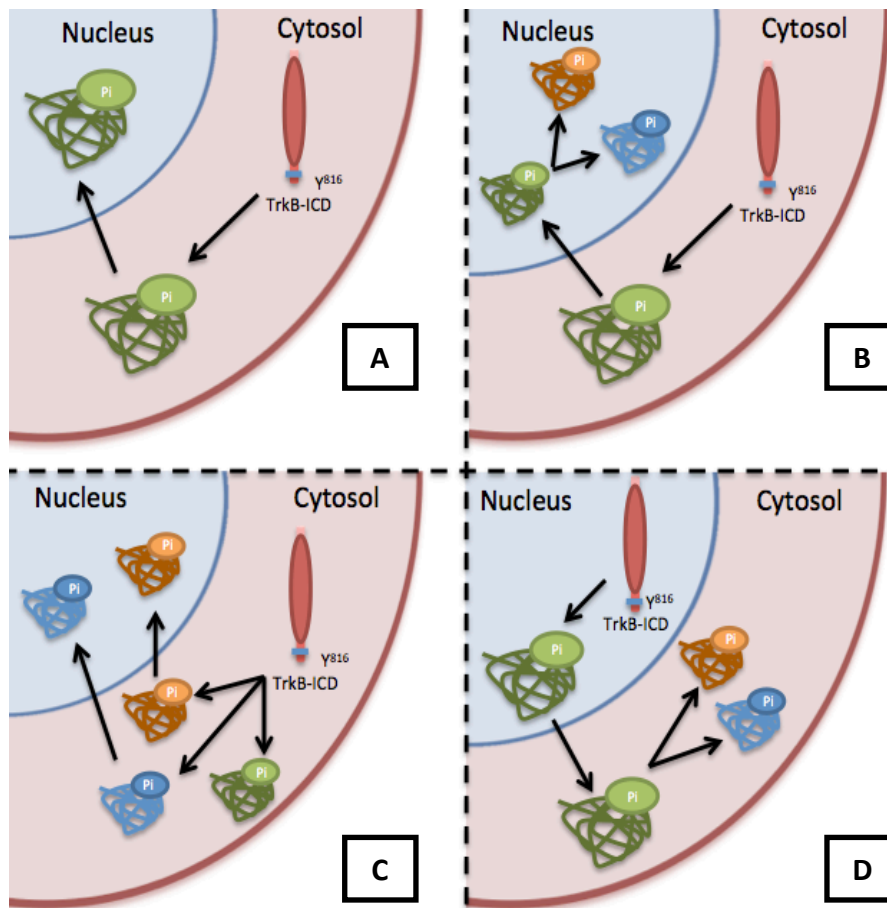 Nucleus
Cytosol
Pi
Y⁸¹⁶
TrkB-ICD
Pi
A
Nucleus
Cytosol
Pi
Pi
Pi
Y⁸¹⁶
TrkB-ICD
Pi
B
Nucleus
Cytosol
Pi
Pi
Y⁸¹⁶
TrkB-ICD
Pi
Pi
Pi
C
Nucleus
Cytosol
Y⁸¹⁶
TrkB-ICD
Pi
Pi
Pi
Pi
D